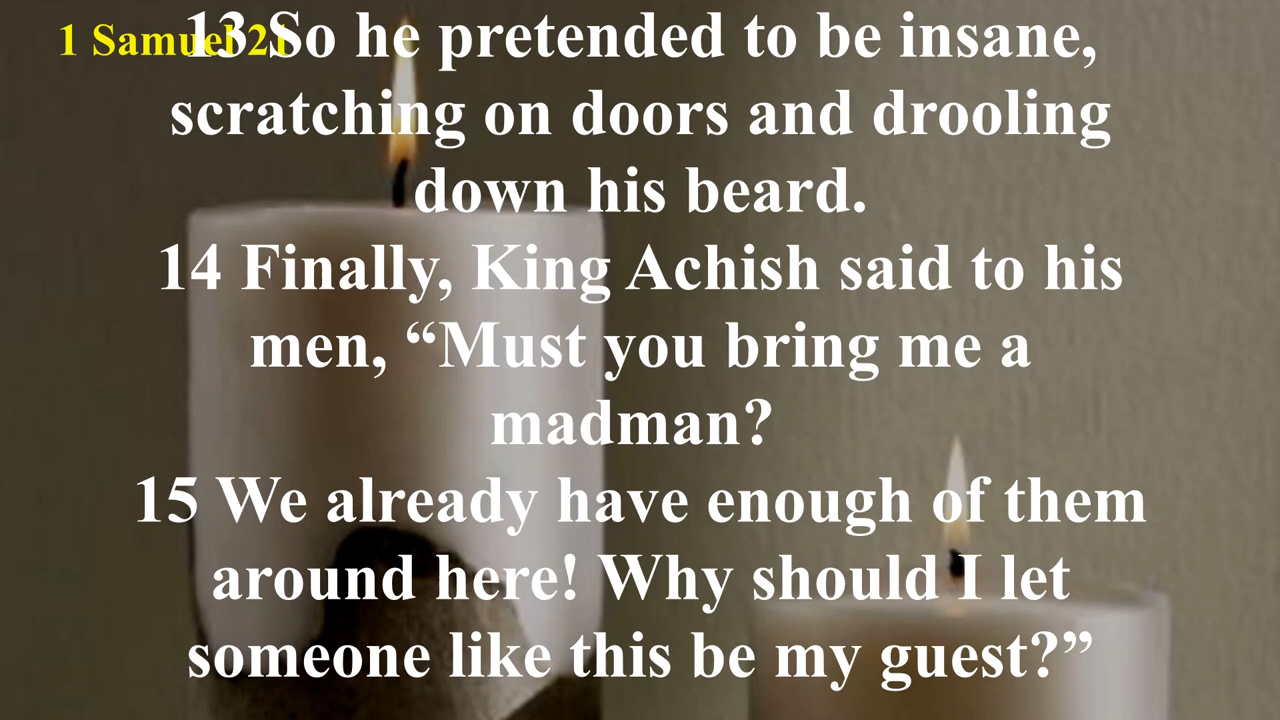 1 Samuel 21
13 So he pretended to be insane,
scratching on doors and drooling
down his beard.
14 Finally, King Achish said to his
men, “Must you bring me a
madman?
15 We already have enough of them
around here! Why should I let
someone like this be my guest?”